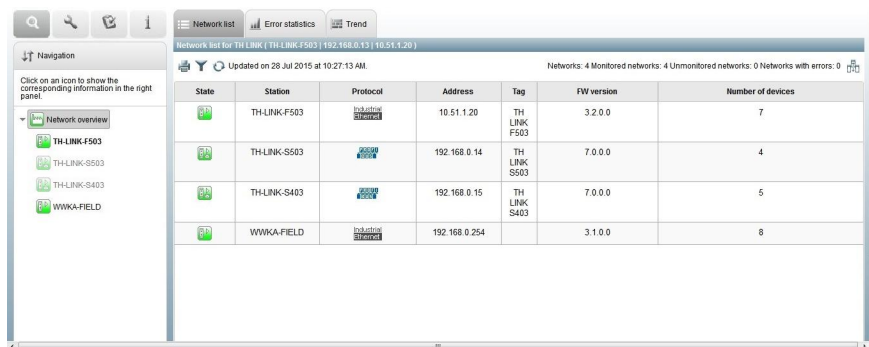 Network list
Error statistics
Trend
Navigation
Network list for TH LINK ( TH-LINK-F503 | 192.168.0.13 | 10.51.1.20 )
Updated on 28 Jul 2015 at 10:27:13 AM.
Networks: 4 Monitored networks: 4 Unmonitored networks: 0 Networks with errors: 0
Click on an icon to show the
corresponding information in the right
panel.
Network overview
TH-LINK-F503
TH-LINK-S503
TH-LINK-S403
WWKA-FIELD
State Station Protocol Address Tag FW version Number of devices
TH-LINK-F503 Industrial Ethernet 10.51.1.20 TH LINK F503 3.2.0.0 7
TH-LINK-S503 192.168.0.14 TH LINK S503 7.0.0.0 4
TH-LINK-S403 192.168.0.15 TH LINK S403 7.0.0.0 5
WWKA-FIELD Industrial Ethernet 192.168.0.254 3.1.0.0 8